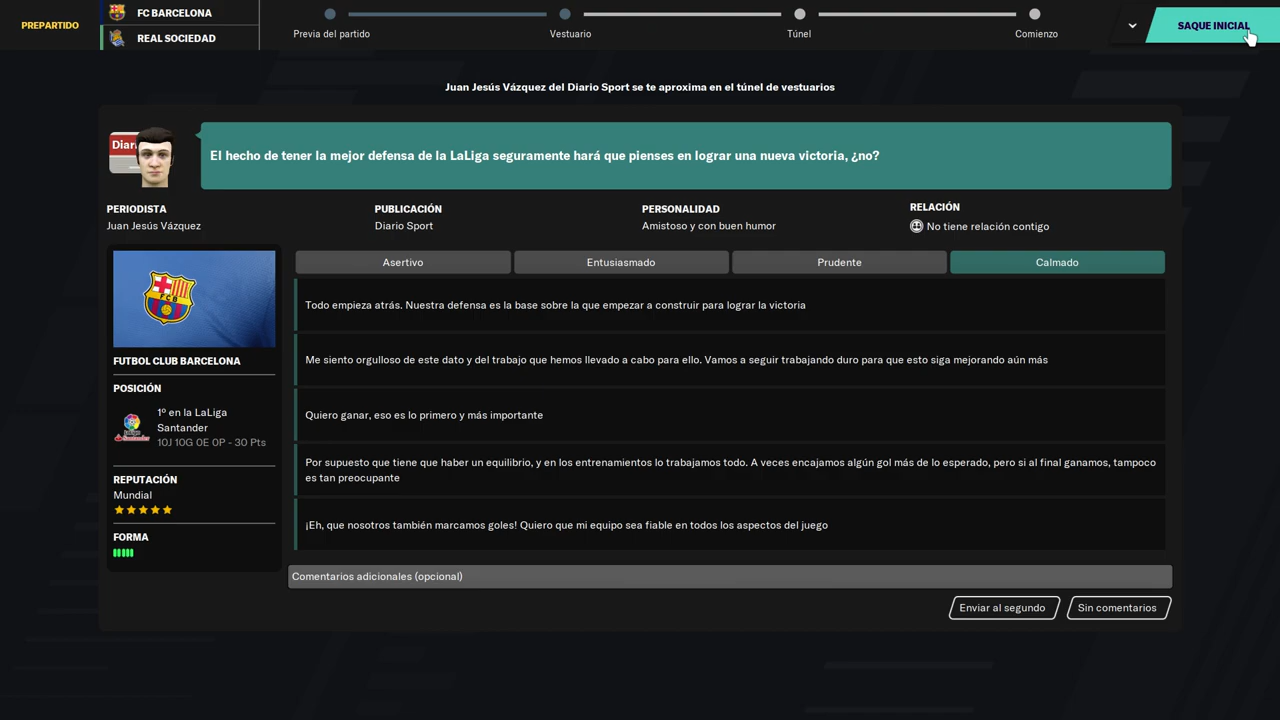 PREPARTIDO
FC BARCELONA
REAL SOCIEDAD
Previa del partido
Vestuario
Túnel
Comienzo
SAQUE INICIAL
Juan Jesús Vázquez del Diario Sport se te aproxima en el túnel de vestuarios
Diari
El hecho de tener la mejor defensa de la LaLiga seguramente hará que pienses en lograr una nueva victoria, ¿no?
PERIODISTA
Juan Jesús Vázquez
PUBLICACIÓN
Diario Sport
PERSONALIDAD
Amistoso y con buen humor
RELACIÓN
No tiene relación contigo
FCB
FUTBOL CLUB BARCELONA
POSICIÓN
1º en la LaLiga
Santander
10J 10G 0E 0P - 30 Pts
REPUTACIÓN
Mundial
FORMA
Asertivo
Entusiasmado
Prudente
Calmado
Todo empieza atrás. Nuestra defensa es la base sobre la que empezar a construir para lograr la victoria
Me siento orgulloso de este dato y del trabajo que hemos llevado a cabo para ello. Vamos a seguir trabajando duro para que esto siga mejorando aún más
Quiero ganar, eso es lo primero y más importante
Por supuesto que tiene que haber un equilibrio, y en los entrenamientos lo trabajamos todo. A veces encajamos algún gol más de lo esperado, pero si al final ganamos, tampoco
es tan preocupante
¡Eh, que nosotros también marcamos goles! Quiero que mi equipo sea fiable en todos los aspectos del juego
Comentarios adicionales (opcional)
Enviar al segundo
Sin comentarios